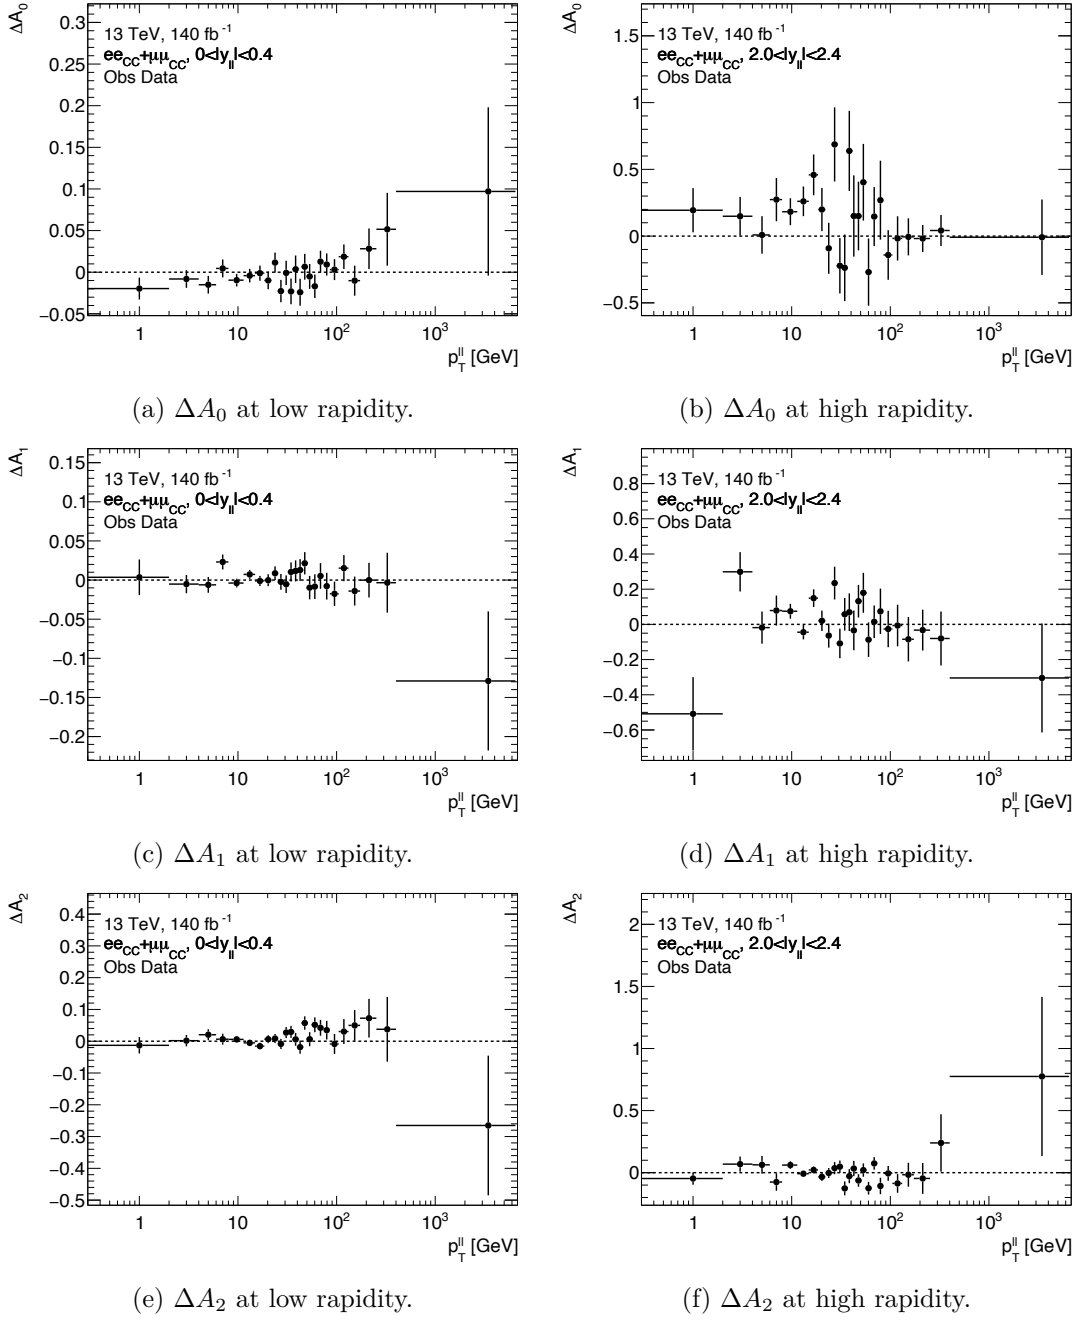 ΔA₀
0.3
0.25
0.2
0.15
0.1
0.05
0
−0.05
13 TeV, 140 fb⁻¹
ee_CC+μμ_CC, 0<|y_ll|<0.4
Obs Data
1 10 10² 10³
p_T^ll [GeV]
(a) ΔA₀ at low rapidity.
ΔA₀
1.5
1
0.5
0
−0.5
13 TeV, 140 fb⁻¹
ee_CC+μμ_CC, 2.0<|y_ll|<2.4
Obs Data
1 10 10² 10³
p_T^ll [GeV]
(b) ΔA₀ at high rapidity.
ΔA₁
0.15
0.1
0.05
0
−0.05
−0.1
−0.15
−0.2
13 TeV, 140 fb⁻¹
ee_CC+μμ_CC, 0<|y_ll|<0.4
Obs Data
1 10 10² 10³
p_T^ll [GeV]
(c) ΔA₁ at low rapidity.
ΔA₁
0.8
0.6
0.4
0.2
0
−0.2
−0.4
−0.6
13 TeV, 140 fb⁻¹
ee_CC+μμ_CC, 2.0<|y_ll|<2.4
Obs Data
1 10 10² 10³
p_T^ll [GeV]
(d) ΔA₁ at high rapidity.
ΔA₂
0.4
0.3
0.2
0.1
0
−0.1
−0.2
−0.3
−0.4
−0.5
13 TeV, 140 fb⁻¹
ee_CC+μμ_CC, 0<|y_ll|<0.4
Obs Data
1 10 10² 10³
p_T^ll [GeV]
(e) ΔA₂ at low rapidity.
ΔA₂
2
1.5
1
0.5
0
13 TeV, 140 fb⁻¹
ee_CC+μμ_CC, 2.0<|y_ll|<2.4
Obs Data
1 10 10² 10³
p_T^ll [GeV]
(f) ΔA₂ at high rapidity.